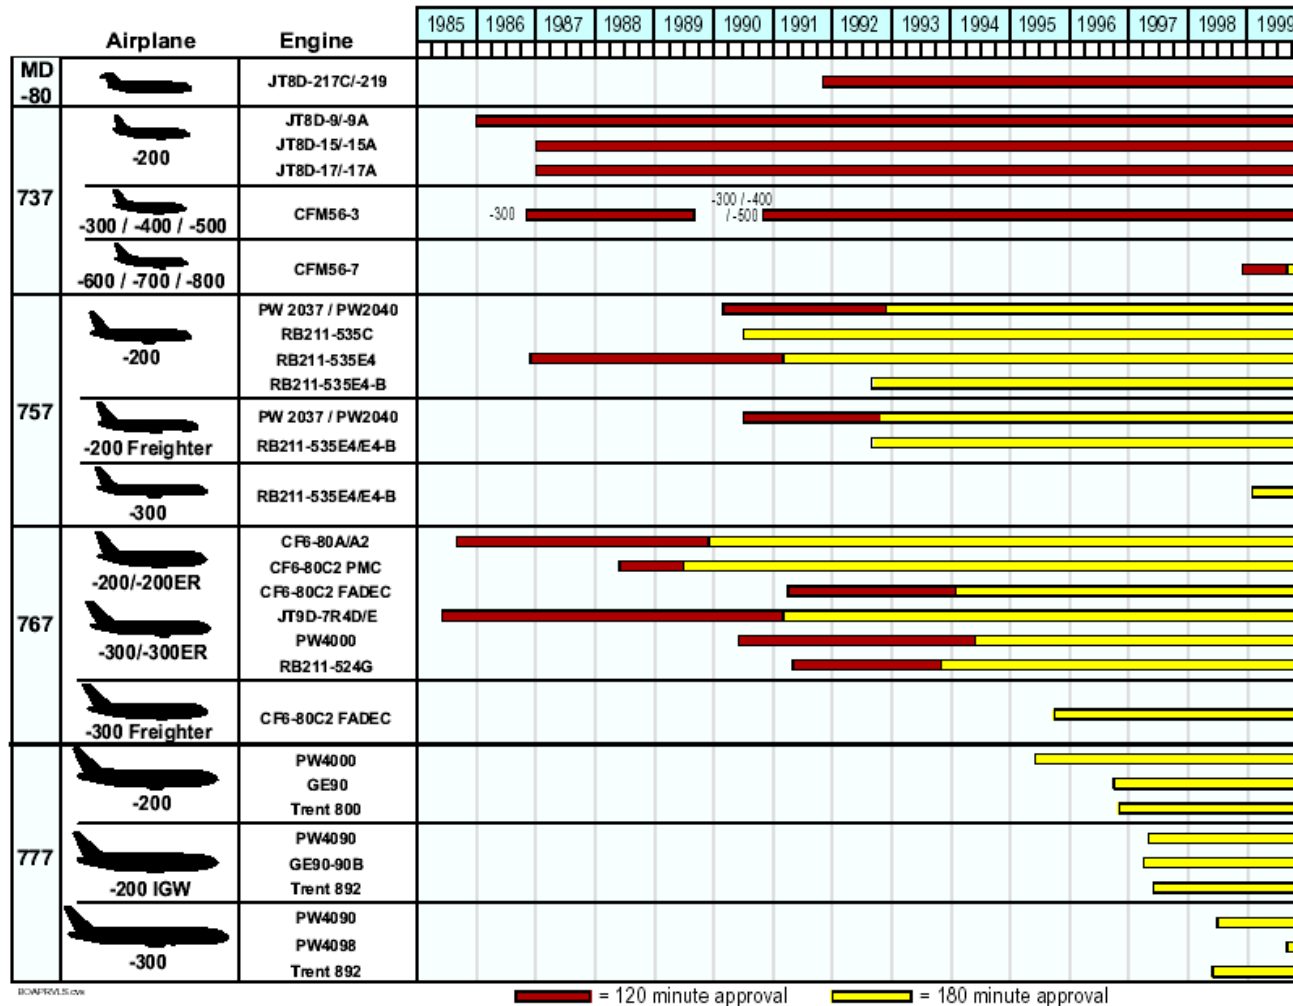 1985 1986 1987 1988 1989 1990 1991 1992 1993 1994 1995 1996 1997 1998 1999
Airplane Engine
MD
-80
JT8D-217C/-219
737
-200
JT8D-9/-9A
JT8D-15/-15A
JT8D-17/-17A
-300 / -400 / -500
CFM56-3
-300
-300 / -400
/ -500
-600 / -700 / -800
CFM56-7
757
-200
PW 2037 / PW2040
RB211-535C
RB211-535E4
RB211-535E4-B
-200 Freighter
PW 2037 / PW2040
RB211-535E4/E4-B
-300
RB211-535E4/E4-B
767
-200/-200ER
-300/-300ER
CF6-80A/A2
CF6-80C2 PMC
CF6-80C2 FADEC
JT9D-7R4D/E
PW4000
RB211-524G
-300 Freighter
CF6-80C2 FADEC
777
-200
PW4000
GE90
Trent 800
-200 IGW
PW4090
GE90-90B
Trent 892
-300
PW4090
PW4098
Trent 892
= 120 minute approval = 180 minute approval